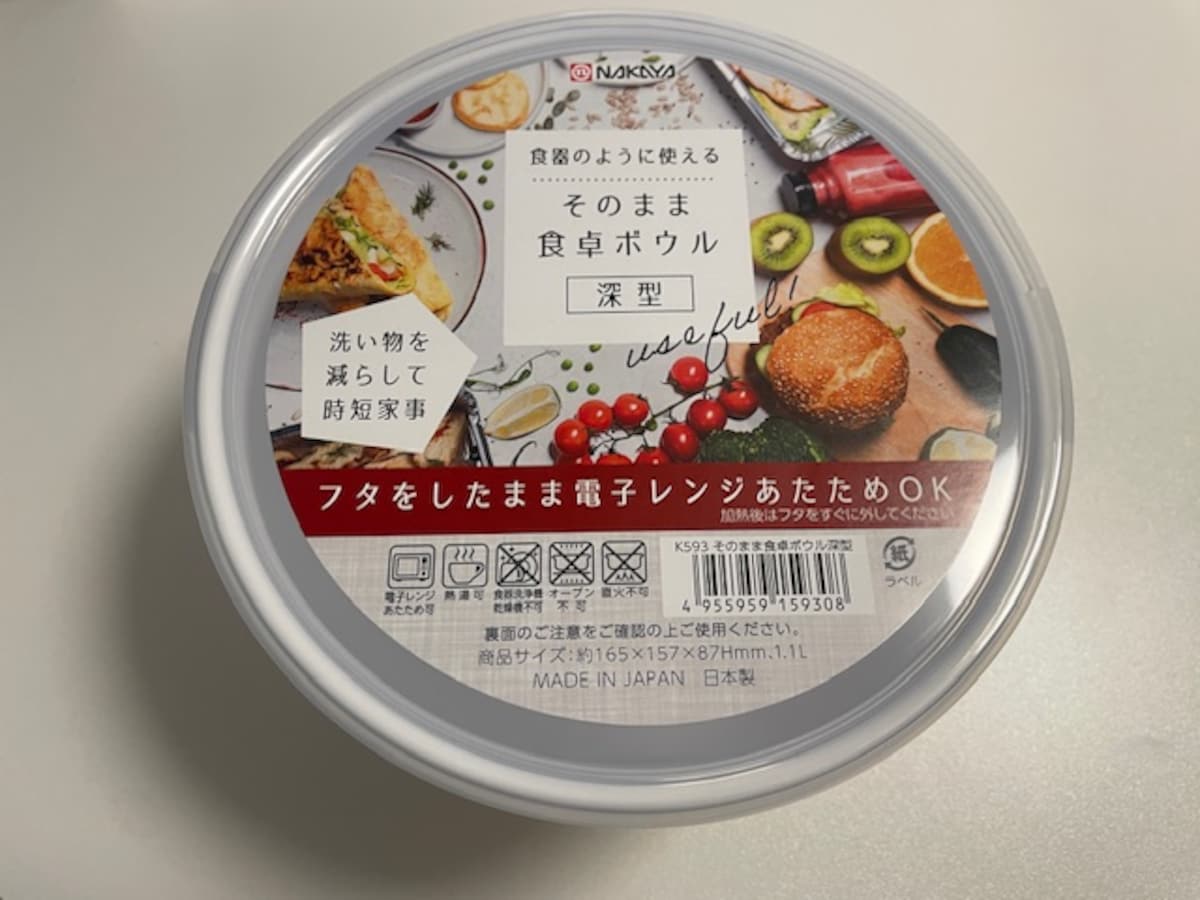 NAKAYA
食器のように使える
そのまま
食卓ボウル
深型
useful!
洗い物を
減らして
時短家事
フタをしたまま電子レンジあたためOK
加熱後はフタをすぐに外してください
電子レンジ
あたため可
熱湯可
食器洗浄機
乾燥機不可
オーブン
不可
直火不可
K593 そのまま食卓ボウル深型
4 955959 159308
紙
ラベル
裏面のご注意をご確認の上ご使用ください。
商品サイズ:約165×157×87Hmm、1.1L
MADE IN JAPAN 日本製